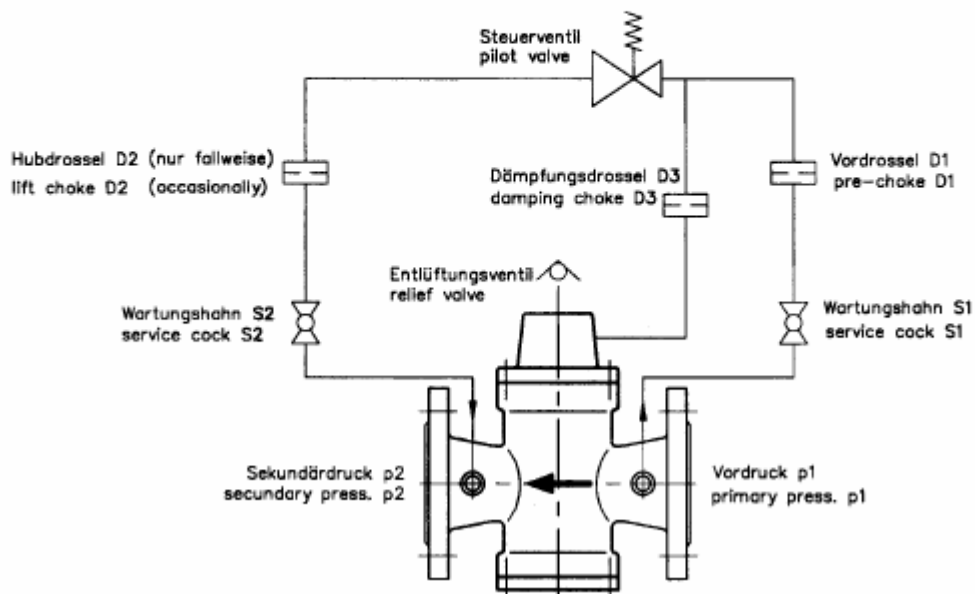 Steuerventil
pilot valve
Hubdrossel D2 (nur fallweise)
lift choke D2 (occasionally)
Dämpfungsdrossel D3
damping choke D3
Vordrossel D1
pre-choke D1
Entlüftungsventil
relief valve
Wartungshahn S2
service cock S2
Wartungshahn S1
service cock S1
Sekundärdruck p2
secundary press. p2
Vordruck p1
primary press. p1